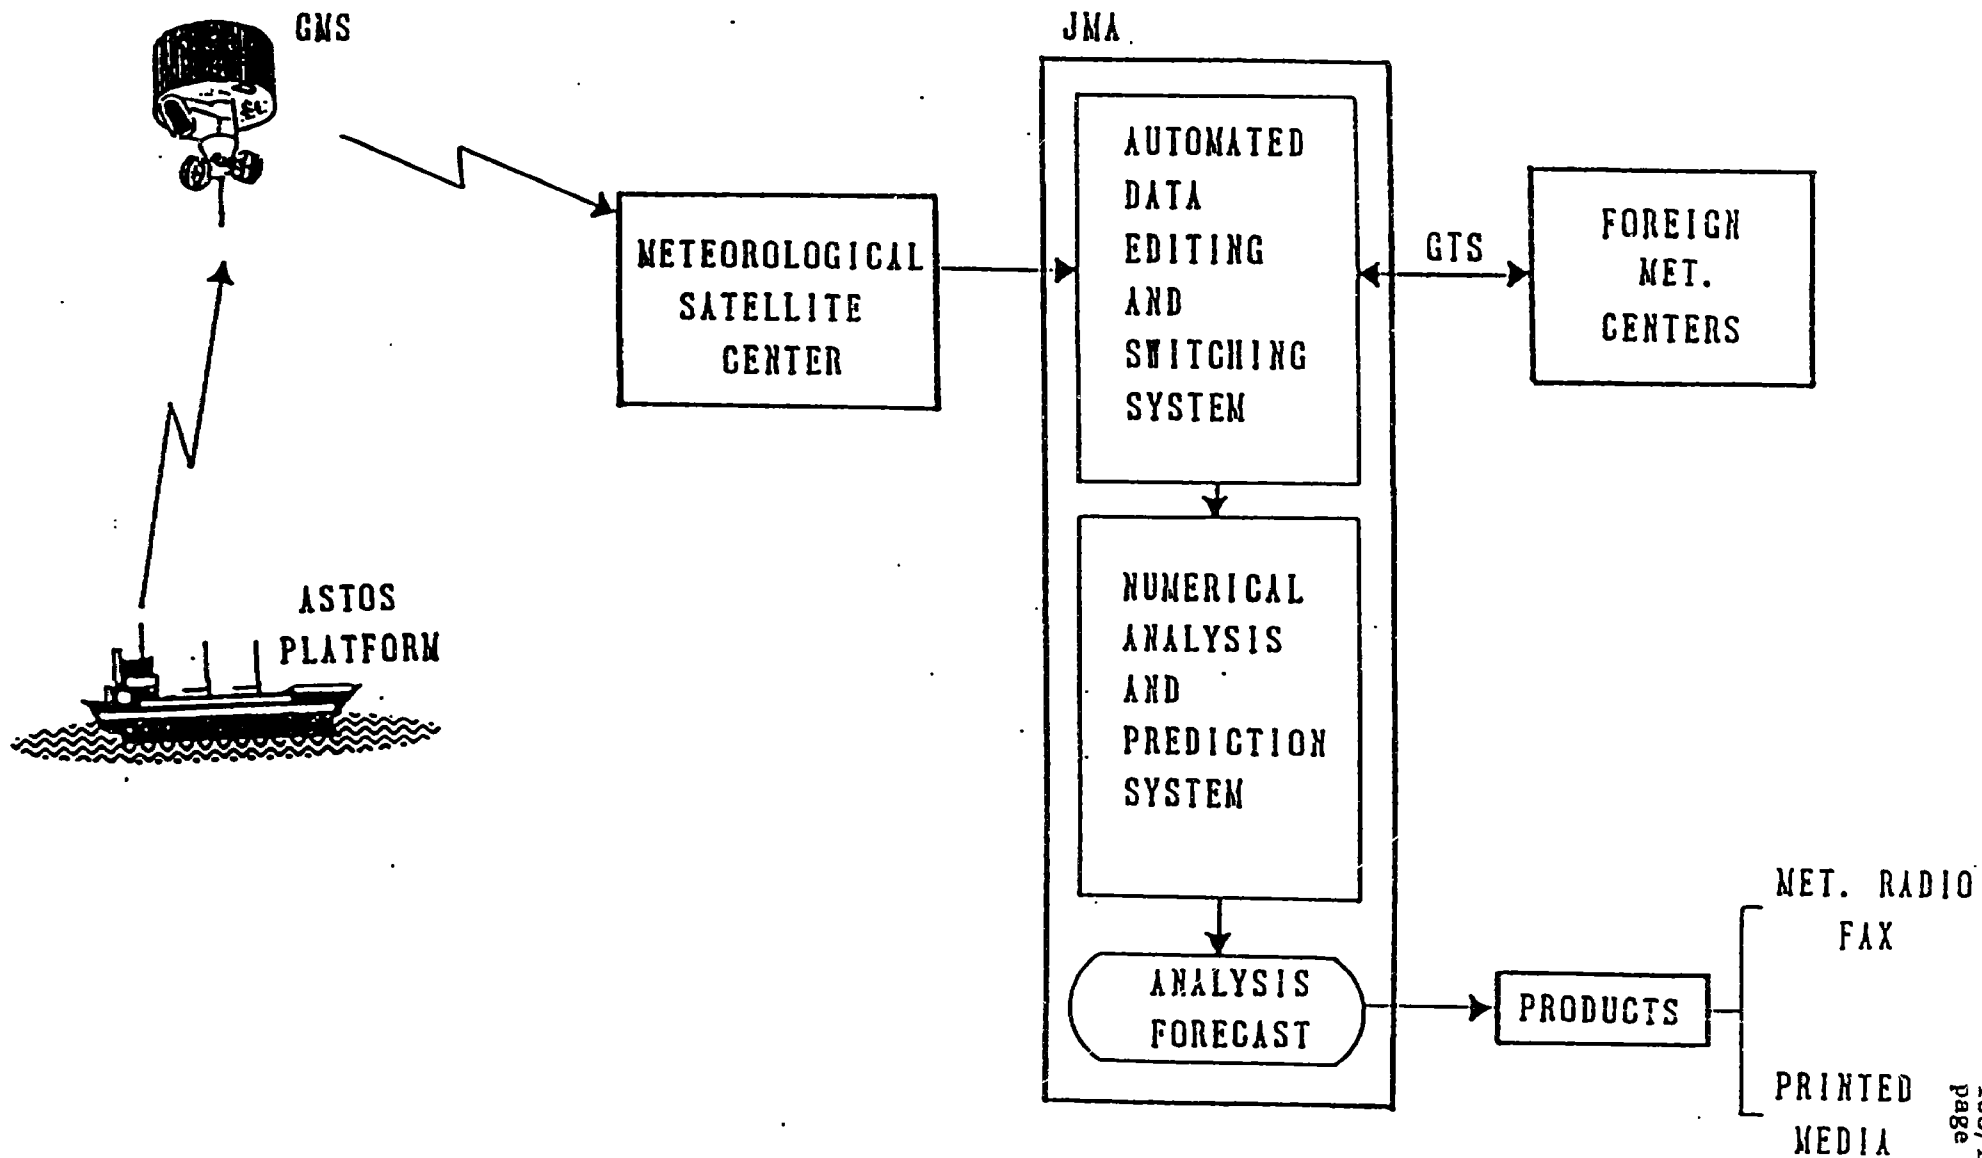 GMS
JMA
AUTOMATED
DATA
EDITING
AND
SWITCHING
SYSTEM
METEOROLOGICAL
SATELLITE
CENTER
GTS
FOREIGN
MET.
CENTERS
ASTOS
PLATFORM
NUMERICAL
ANALYSIS
AND
PREDICTION
SYSTEM
ANALYSIS
FORECAST
PRODUCTS
MET. RADIO
FAX
PRINTED
MEDIA
page